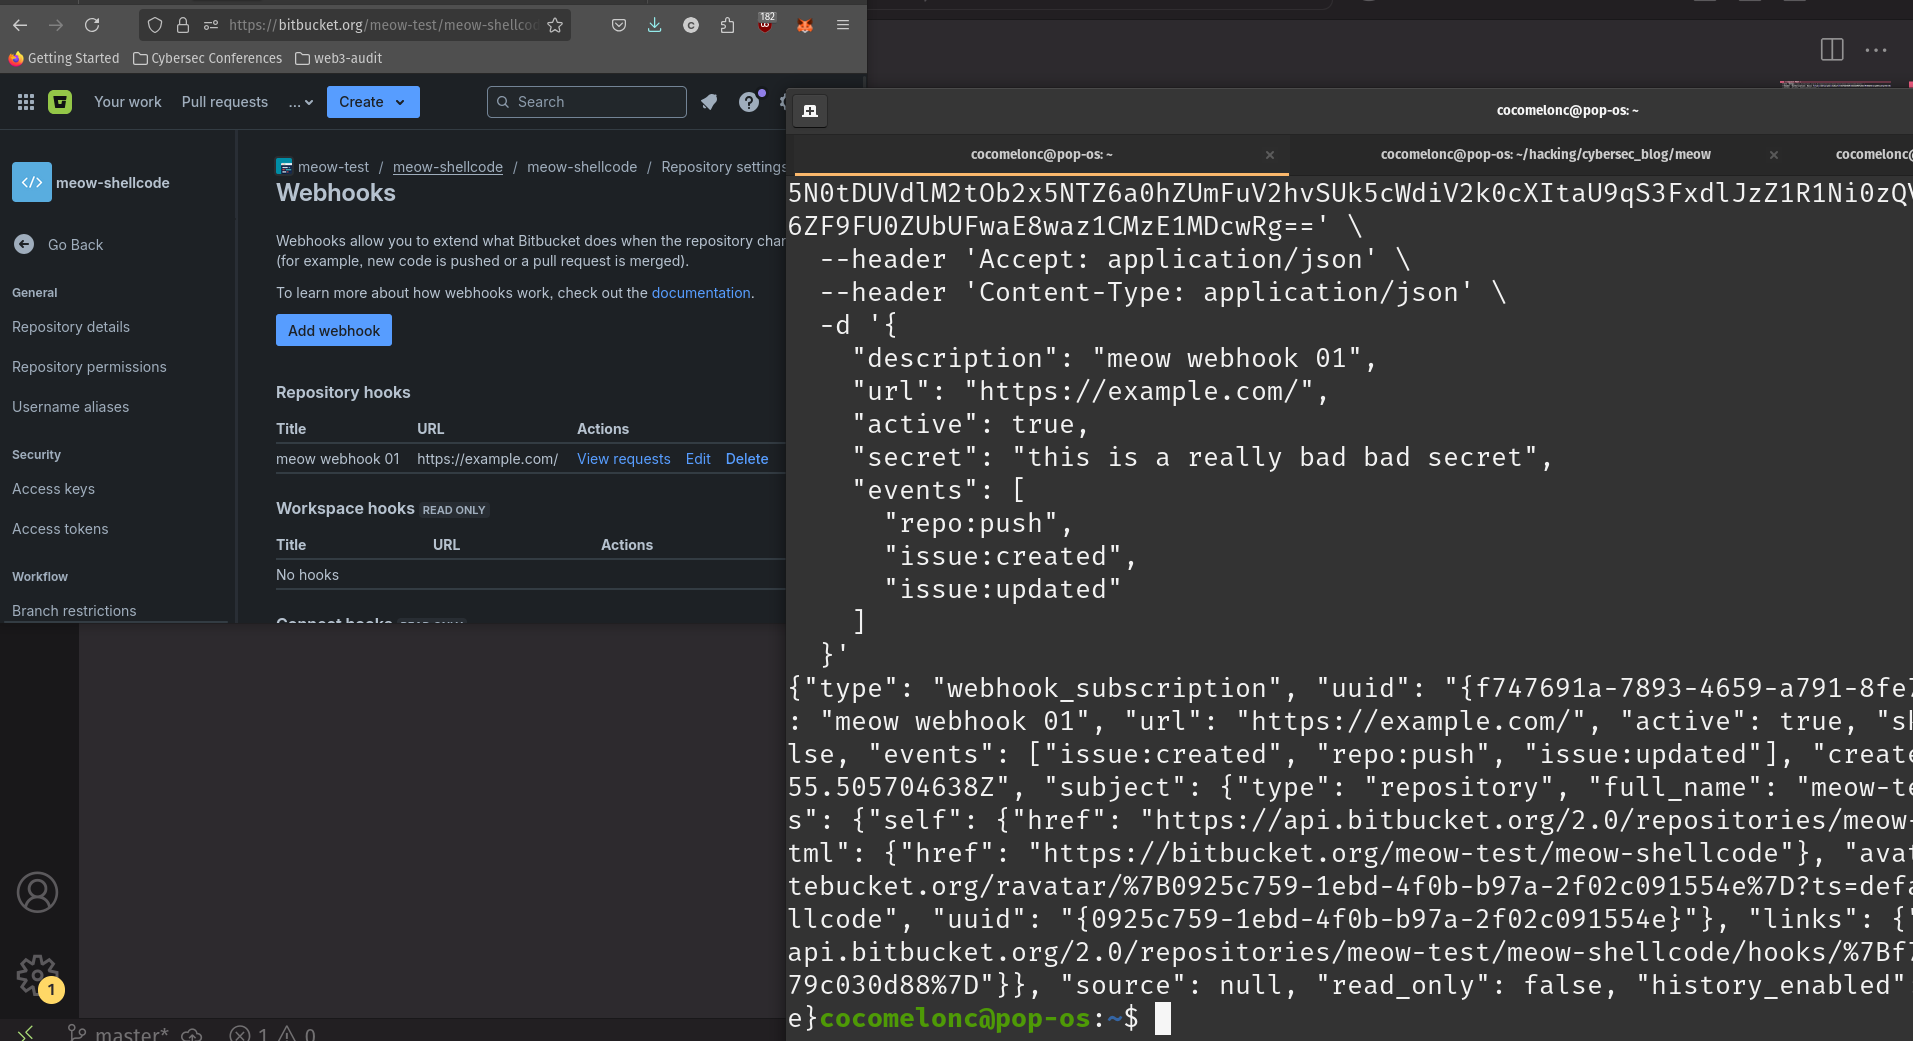 https://bitbucket.org/meow-test/meow-shellcod
182
Getting Started
Cybersec Conferences
web3-audit
Your work
Pull requests
...
Create
Search
meow-shellcode
Go Back
General
Repository details
Repository permissions
Username aliases
Security
Access keys
Access tokens
Workflow
Branch restrictions
meow-test / meow-shellcode / meow-shellcode / Repository settings
Webhooks
Webhooks allow you to extend what Bitbucket does when the repository
(for example, new code is pushed or a pull request is merged).
To learn more about how webhooks work, check out the documentation.
Add webhook
Repository hooks
Title URL Actions
meow webhook 01 https://example.com/ View requests Edit Delete
Workspace hooks READ ONLY
Title URL Actions
No hooks
Connect hooks READ ONLY
1
master*
1 0
cocomelonc@pop-os: ~
cocomelonc@pop-os: ~ ×
cocomelonc@pop-os: ~/hacking/cybersec_blog/meow ×
cocomelonc@
5N0tDUVdlM2tOb2x5NTZ6a0hZUmFuV2hvSUk5cWdiV2k0cXItaU9qS3FxdlJzZ1R1Ni0zQV
6ZF9FU0ZUbUFwaE8waz1CMzE1MDcwRg==' \
--header 'Accept: application/json' \
--header 'Content-Type: application/json' \
-d '{
"description": "meow webhook 01",
"url": "https://example.com/",
"active": true,
"secret": "this is a really bad bad secret",
"events": [
"repo:push",
"issue:created",
"issue:updated"
]
}'
{"type": "webhook_subscription", "uuid": "{f747691a-7893-4659-a791-8fe7
: "meow webhook 01", "url": "https://example.com/", "active": true, "sk
lse, "events": ["issue:created", "repo:push", "issue:updated"], "create
55.505704638Z", "subject": {"type": "repository", "full_name": "meow-te
s": {"self": {"href": "https://api.bitbucket.org/2.0/repositories/meow-
tml": {"href": "https://bitbucket.org/meow-test/meow-shellcode"}, "avat
tebucket.org/ravatar/%7B0925c759-1ebd-4f0b-b97a-2f02c091554e%7D?ts=defa
llcode", "uuid": "{0925c759-1ebd-4f0b-b97a-2f02c091554e}"}, "links": {"
api.bitbucket.org/2.0/repositories/meow-test/meow-shellcode/hooks/%7Bf7
79c030d88%7D"}}, "source": null, "read_only": false, "history_enabled"
e}cocomelonc@pop-os:~$